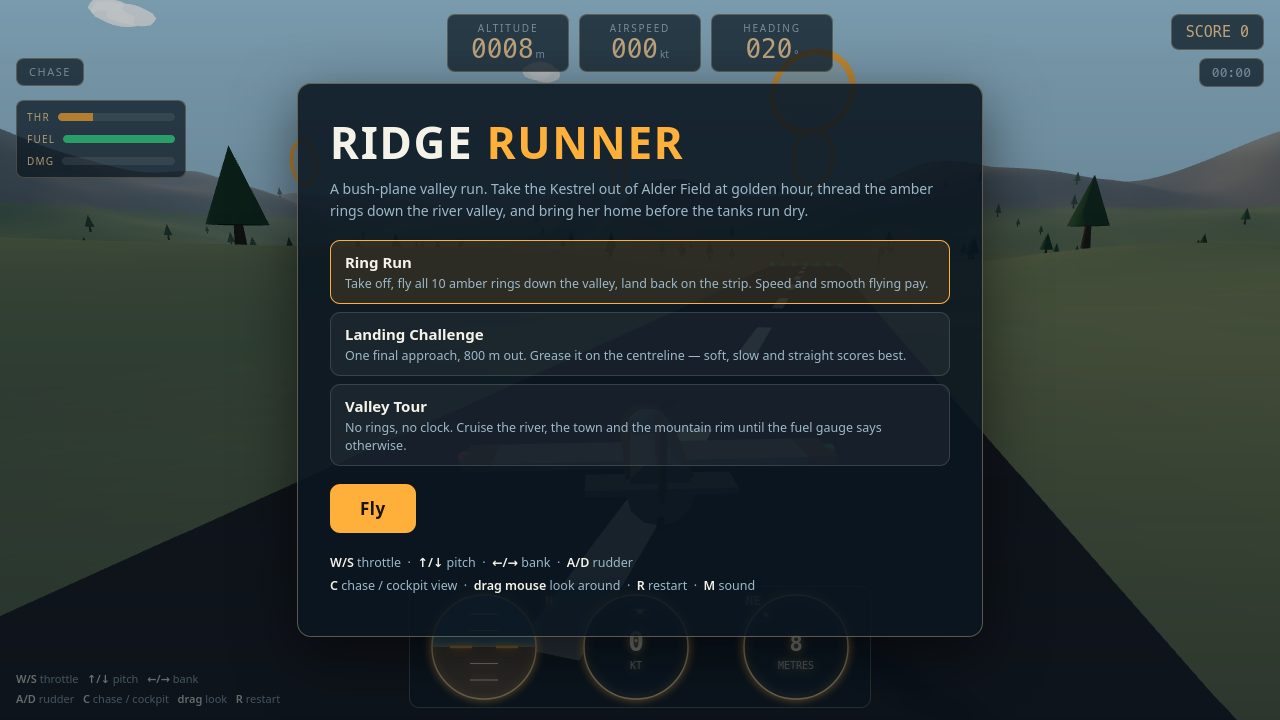 ALTITUDE
0008 m
AIRSPEED
000 kt
HEADING
020°
SCORE 0
00:00
CHASE
THR
FUEL
DMG
RIDGE RUNNER
A bush-plane valley run. Take the Kestrel out of Alder Field at golden hour, thread the amber
rings down the river valley, and bring her home before the tanks run dry.
Ring Run
Take off, fly all 10 amber rings down the valley, land back on the strip. Speed and smooth flying pay.
Landing Challenge
One final approach, 800 m out. Grease it on the centreline — soft, slow and straight scores best.
Valley Tour
No rings, no clock. Cruise the river, the town and the mountain rim until the fuel gauge says
otherwise.
Fly
W/S throttle · ↑/↓ pitch · ←/→ bank · A/D rudder
C chase / cockpit view · drag mouse look around · R restart · M sound
N
NE
0
KT
8
METRES
W/S throttle ↑/↓ pitch ←/→ bank
A/D rudder C chase / cockpit drag look R restart